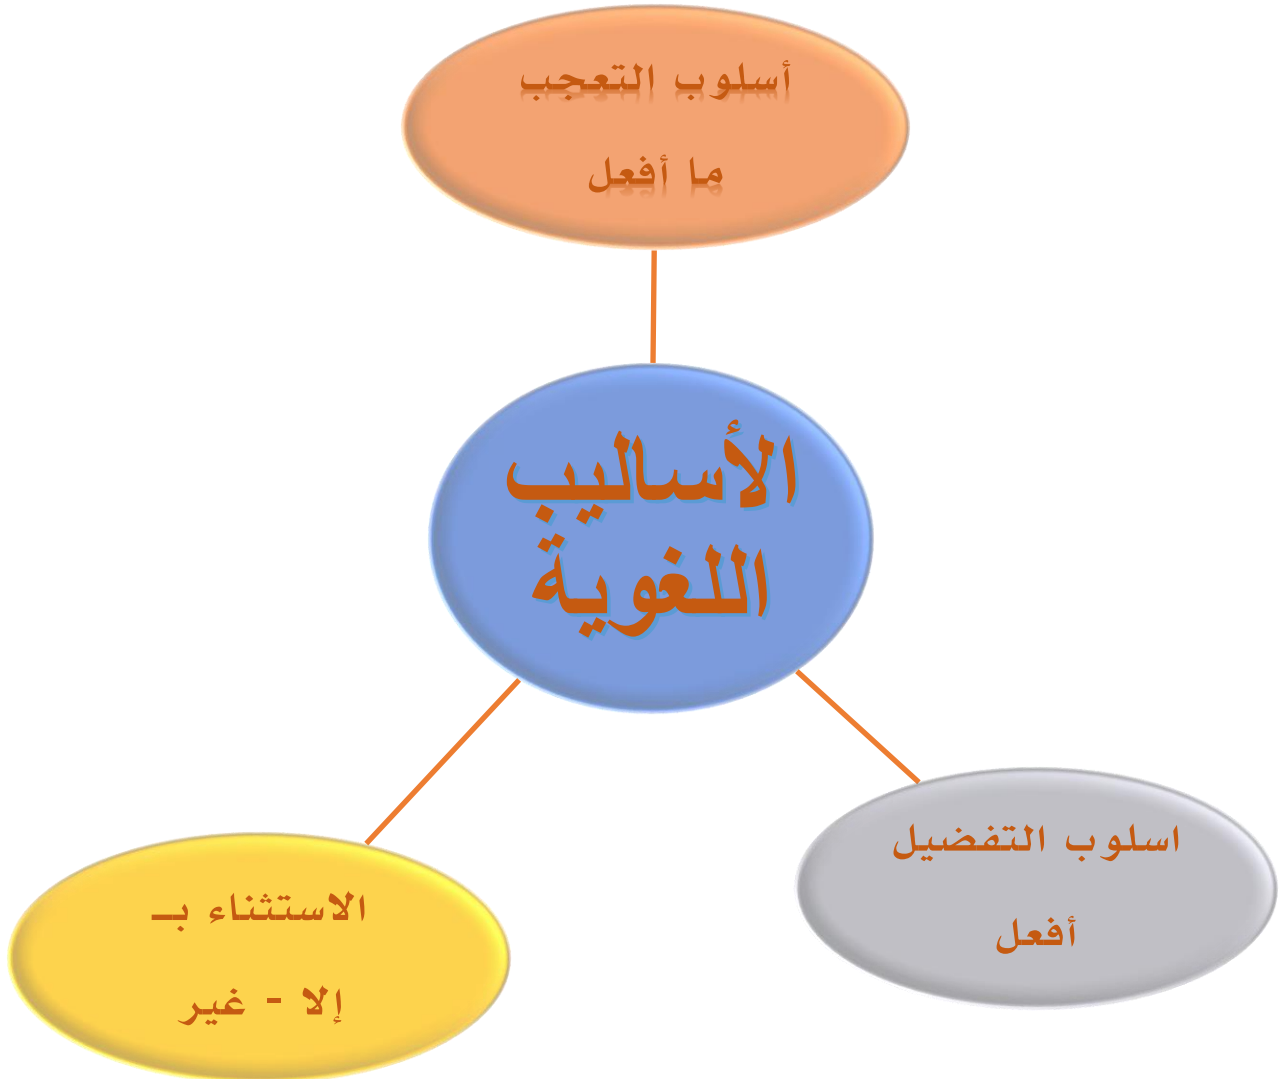 أسلوب التعجب
ما أفعل
الأساليب
اللغوية
اسلوب التفضيل
أفعل
الاستثناء بـ
إلا - غير